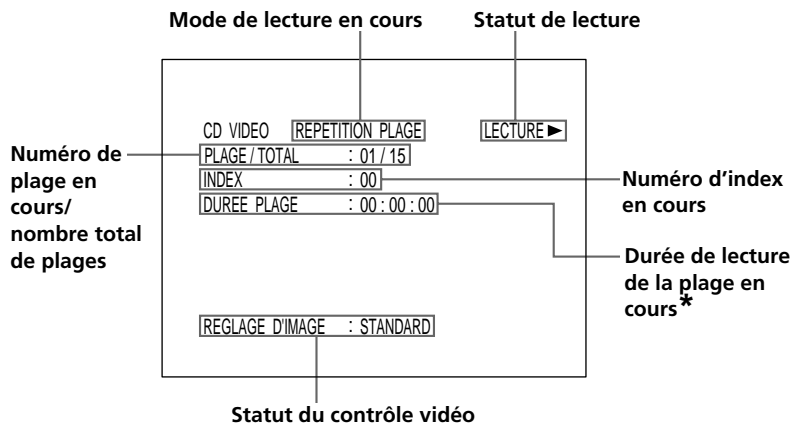 Mode de lecture en cours
Statut de lecture
CD VIDEO REPETITION PLAGE LECTURE ►
PLAGE / TOTAL : 01 / 15
INDEX : 00
DUREE PLAGE : 00 : 00 : 00
REGLAGE D'IMAGE : STANDARD
Numéro de
plage en
cours/
nombre total
de plages
Numéro d’index
en cours
Durée de lecture
de la plage en
cours*
Statut du contrôle vidéo